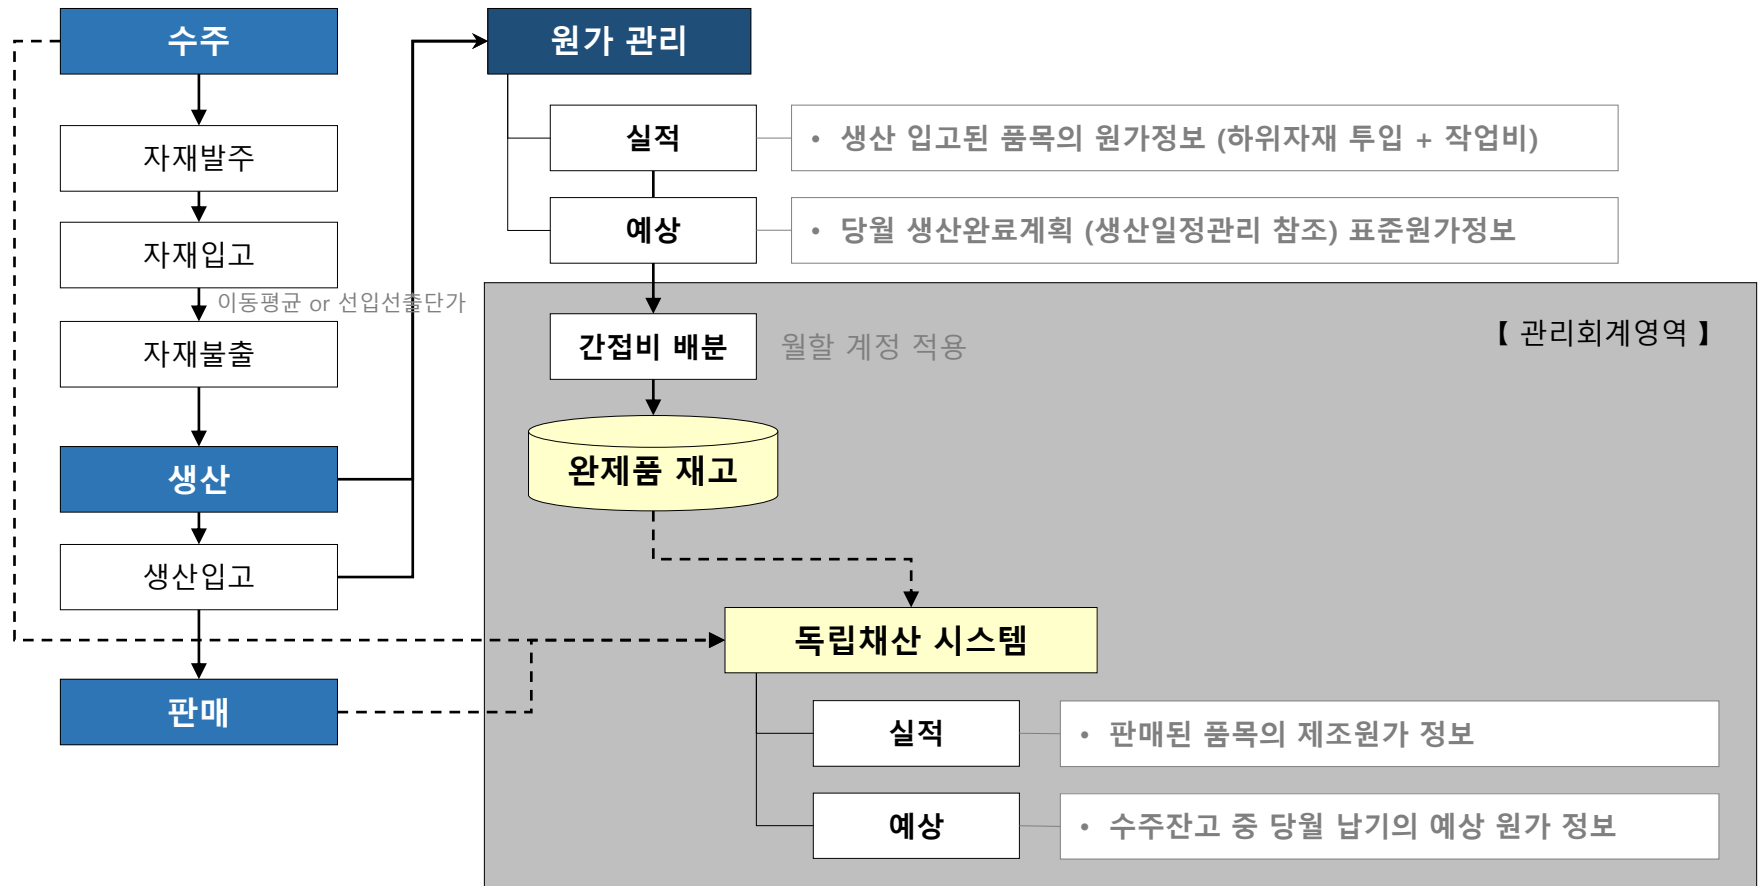 수주
자재발주
자재입고
이동평균 or 선입선출단가
자재불출
생산
생산입고
판매
원가 관리
실적
• 생산 입고된 품목의 원가정보 (하위자재 투입 + 작업비)
예상
• 당월 생산완료계획 (생산일정관리 참조) 표준원가정보
【 관리회계영역 】
간접비 배분
월할 계정 적용
완제품 재고
독립채산 시스템
실적
• 판매된 품목의 제조원가 정보
예상
• 수주잔고 중 당월 납기의 예상 원가 정보